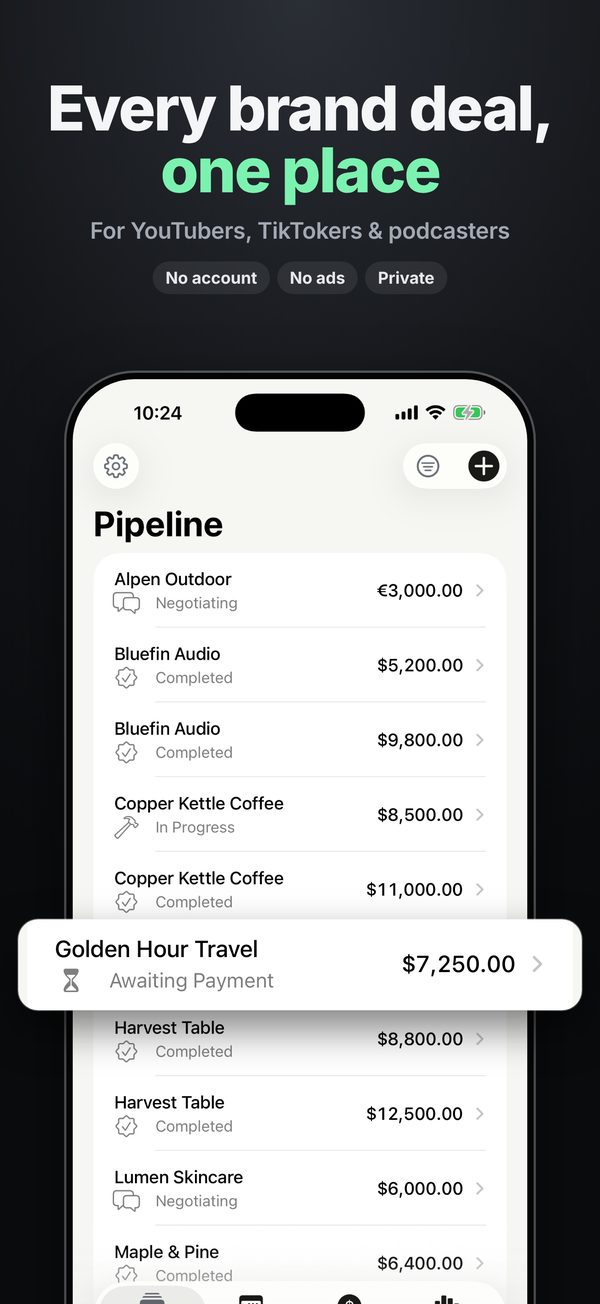 Every brand deal,
one place
For YouTubers, TikTokers & podcasters
No account No ads Private
10:24
Pipeline
Alpen Outdoor
€3,000.00
Negotiating
Bluefin Audio
$5,200.00
Completed
Bluefin Audio
$9,800.00
Completed
Copper Kettle Coffee
$8,500.00
In Progress
Copper Kettle Coffee
$11,000.00
Completed
Golden Hour Travel
$7,250.00
Awaiting Payment
Harvest Table
$8,800.00
Completed
Harvest Table
$12,500.00
Completed
Lumen Skincare
$6,000.00
Negotiating
Maple & Pine
$6,400.00
Completed